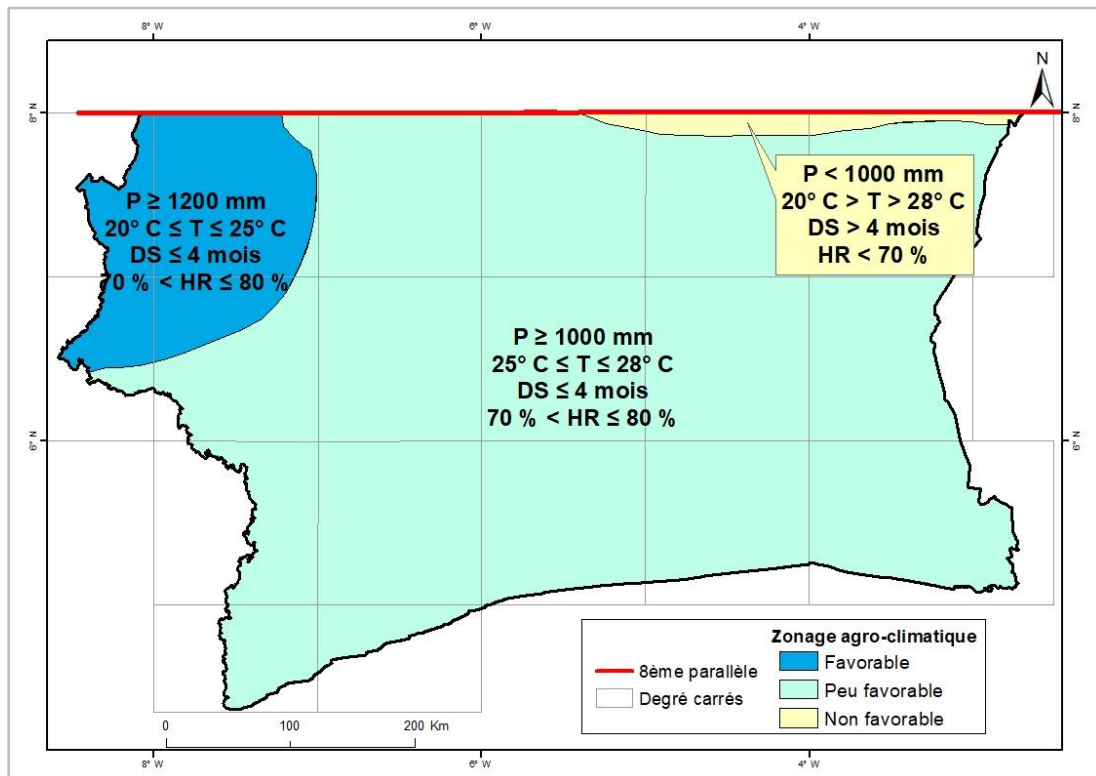 8° W
6° W
4° W
N
8° N
8° N
P ≥ 1200 mm
20° C ≤ T ≤ 25° C
DS ≤ 4 mois
70 % < HR ≤ 80 %
P < 1000 mm
20° C > T > 28° C
DS > 4 mois
HR < 70 %
P ≥ 1000 mm
25° C ≤ T ≤ 28° C
DS ≤ 4 mois
70 % < HR ≤ 80 %
6° N
6° N
Zonage agro-climatique
8ème parallèle
Degré carrés
Favorable
Peu favorable
Non favorable
0 100 200 Km
8° W
6° W
4° W